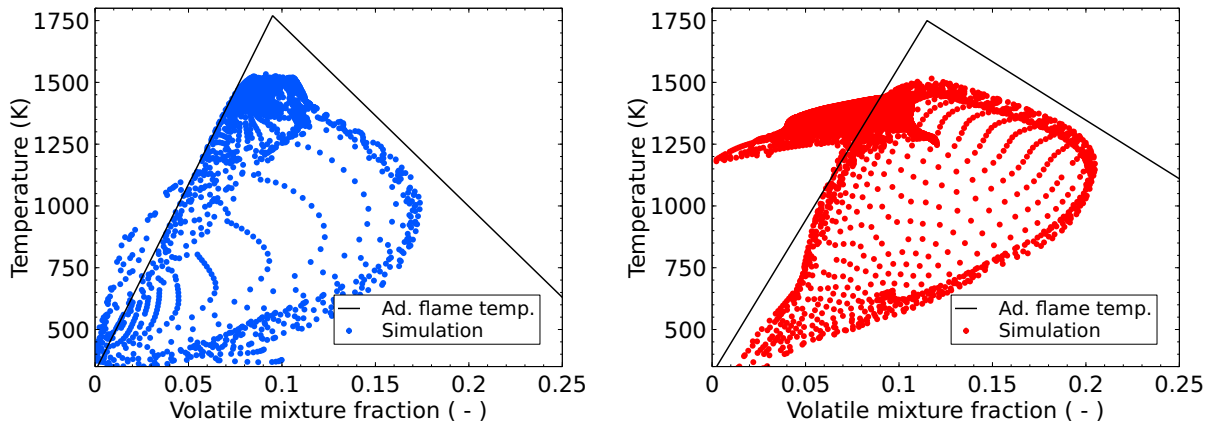 1750
1500
1250
1000
750
500
Temperature (K)
Ad. flame temp.
Simulation
0 0.05 0.1 0.15 0.2 0.25
Volatile mixture fraction ( - )
1750
1500
1250
1000
750
500
Temperature (K)
Ad. flame temp.
Simulation
0 0.05 0.1 0.15 0.2 0.25
Volatile mixture fraction ( - )